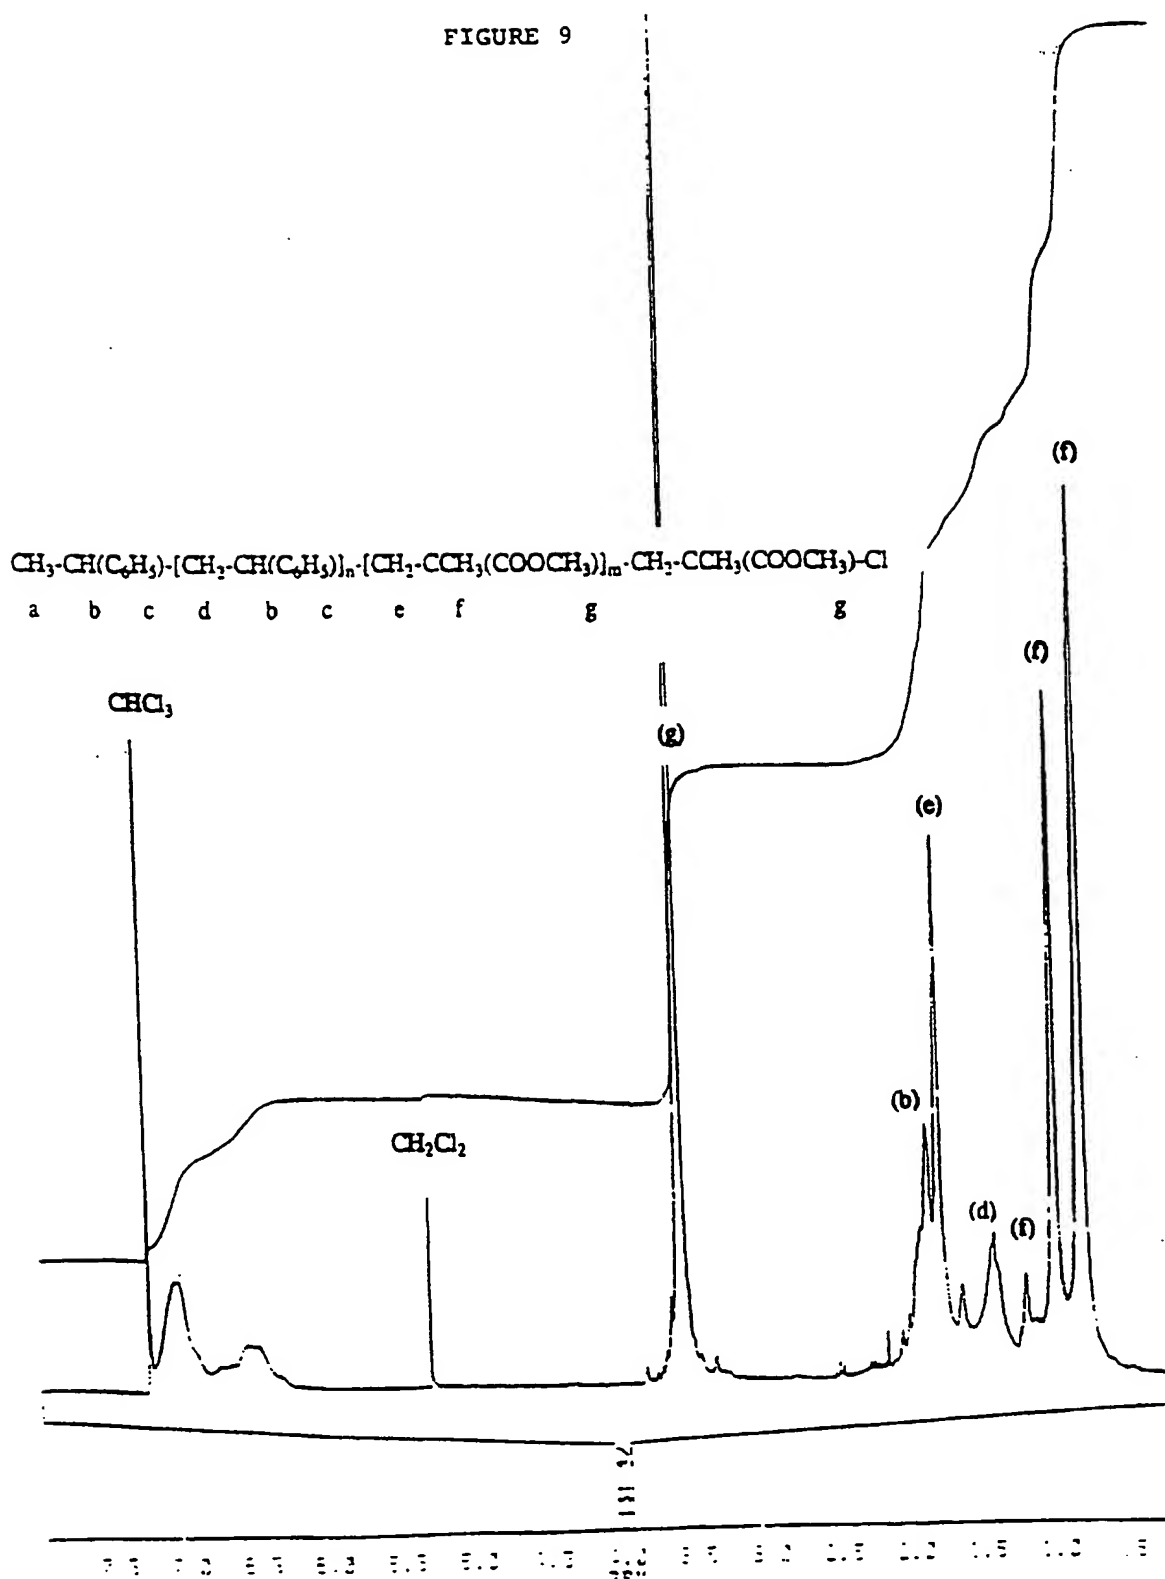 FIGURE 9
(f)
CH₃-CH(C₆H₅)-[CH₂-CH(C₆H₅)]ₙ-[CH₂-CCH₃(COOCH₃)]ₘ-CH₂-CCH₃(COOCH₃)-Cl
a b c d b c e f g g
(f)
CHCl₃
(g)
(e)
(b)
CH₂Cl₂
(d)
(f)